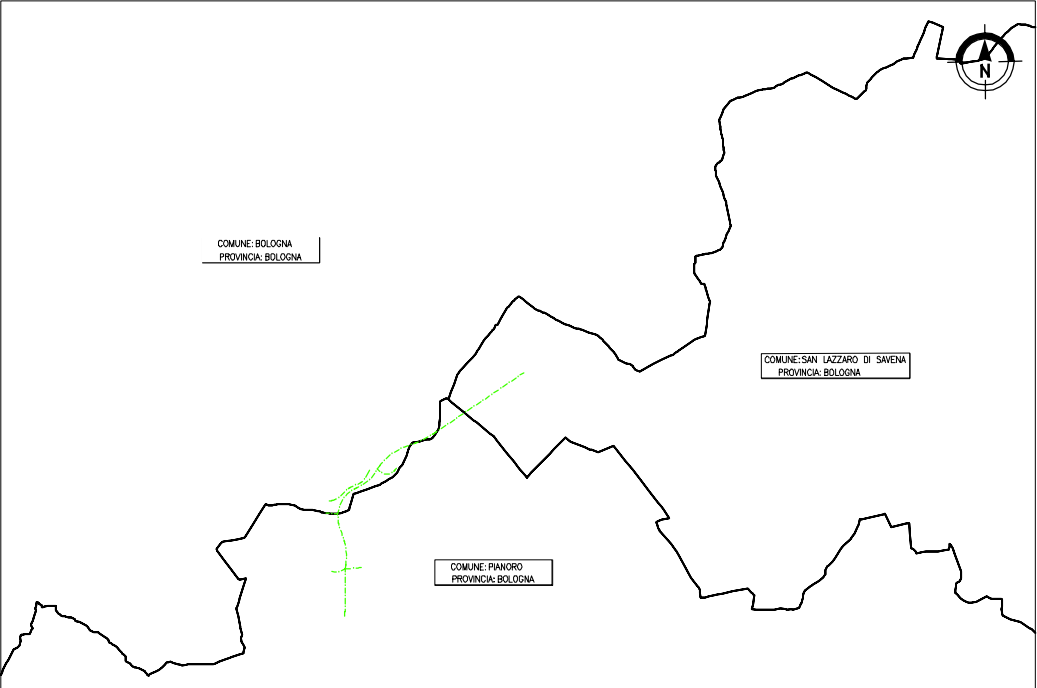 N
COMUNE: BOLOGNA
PROVINCIA: BOLOGNA
COMUNE: SAN LAZZARO DI SAVENA
PROVINCIA: BOLOGNA
COMUNE: PIANORO
PROVINCIA: BOLOGNA